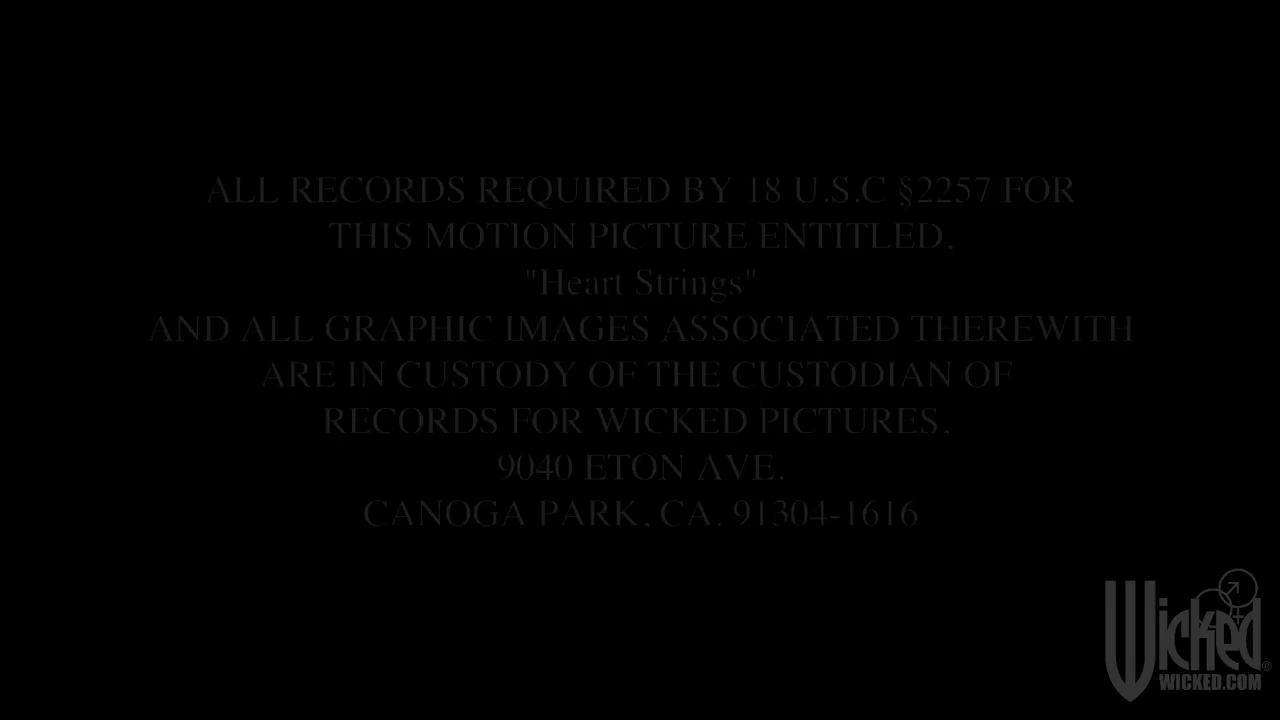 ALL RECORDS REQUIRED BY 18 U.S.C §2257 FOR
THIS MOTION PICTURE ENTITLED,
"Heart Strings"
AND ALL GRAPHIC IMAGES ASSOCIATED THEREWITH
ARE IN CUSTODY OF THE CUSTODIAN OF
RECORDS FOR WICKED PICTURES,
9040 ETON AVE.
CANOGA PARK, CA. 91304-1616
Wicked®
WICKED.COM